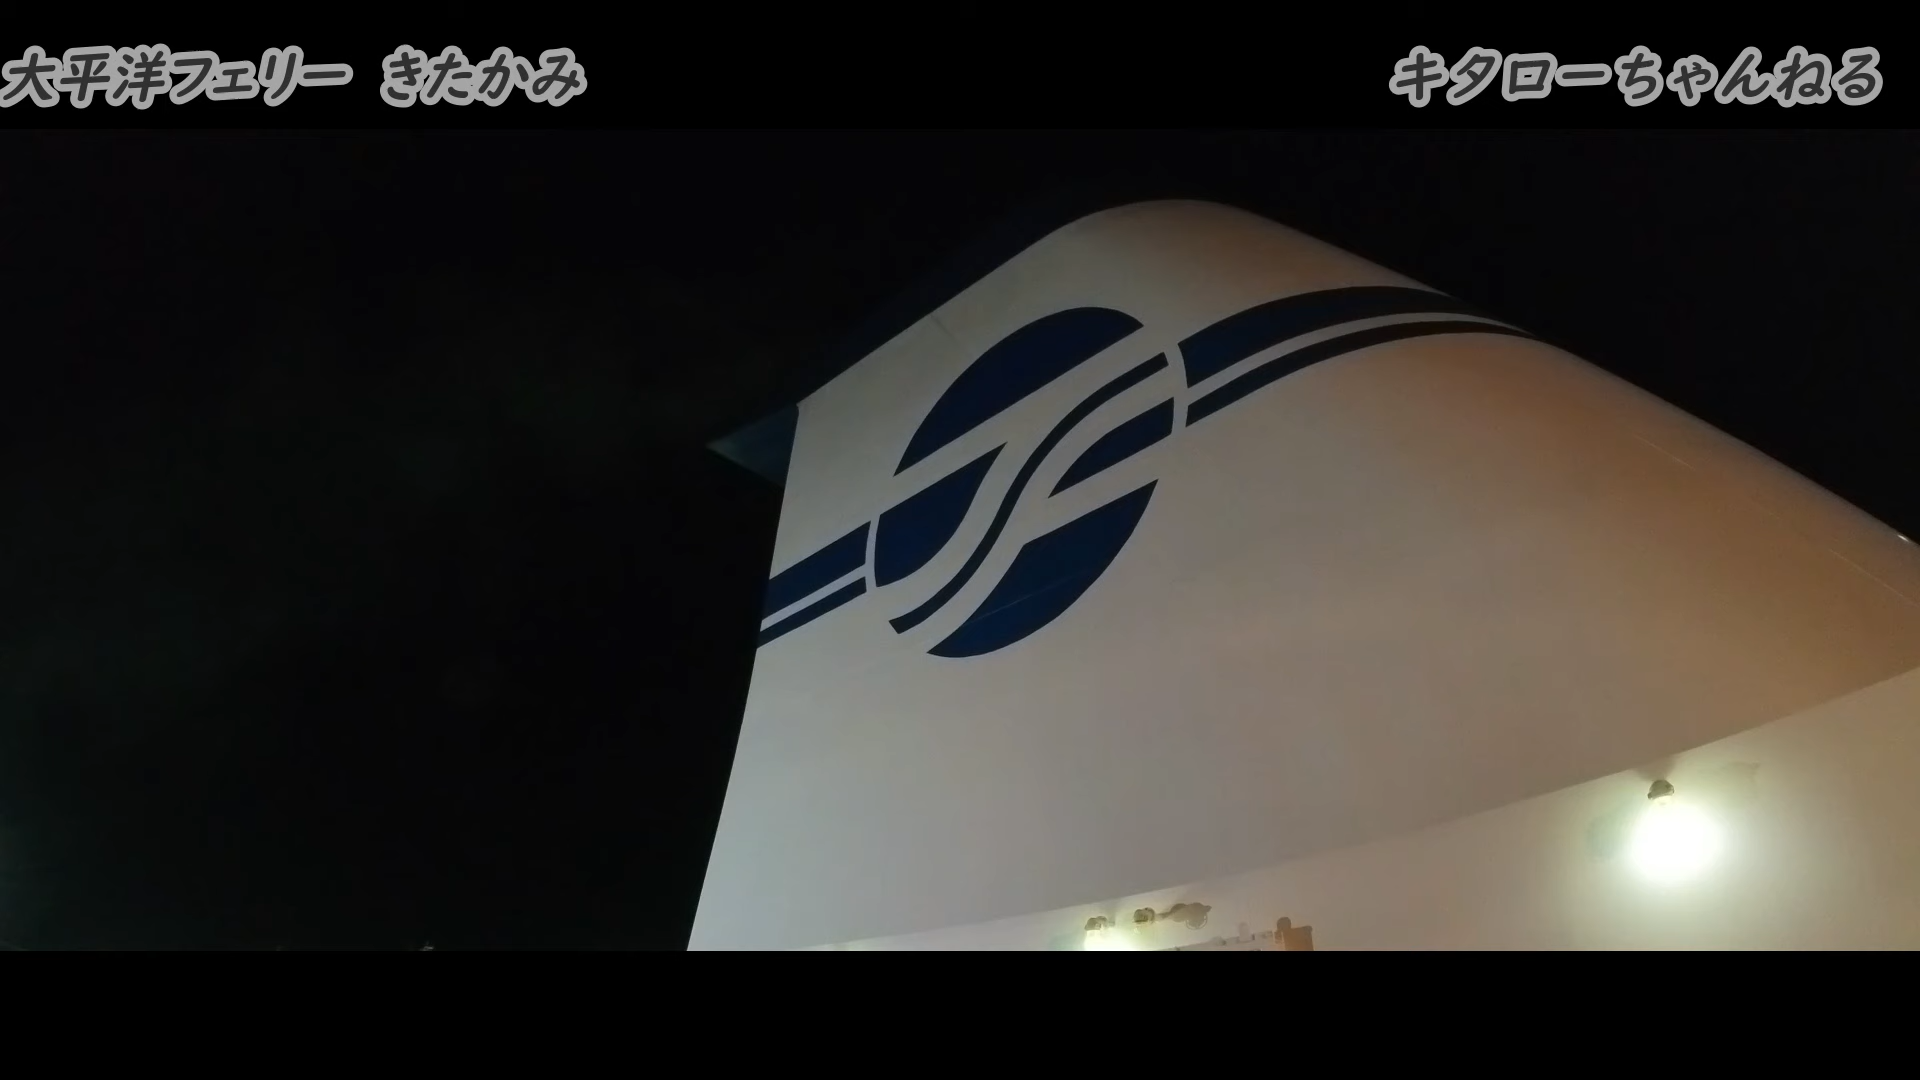 太平洋フェリー きたかみ
キタローちゃんねる